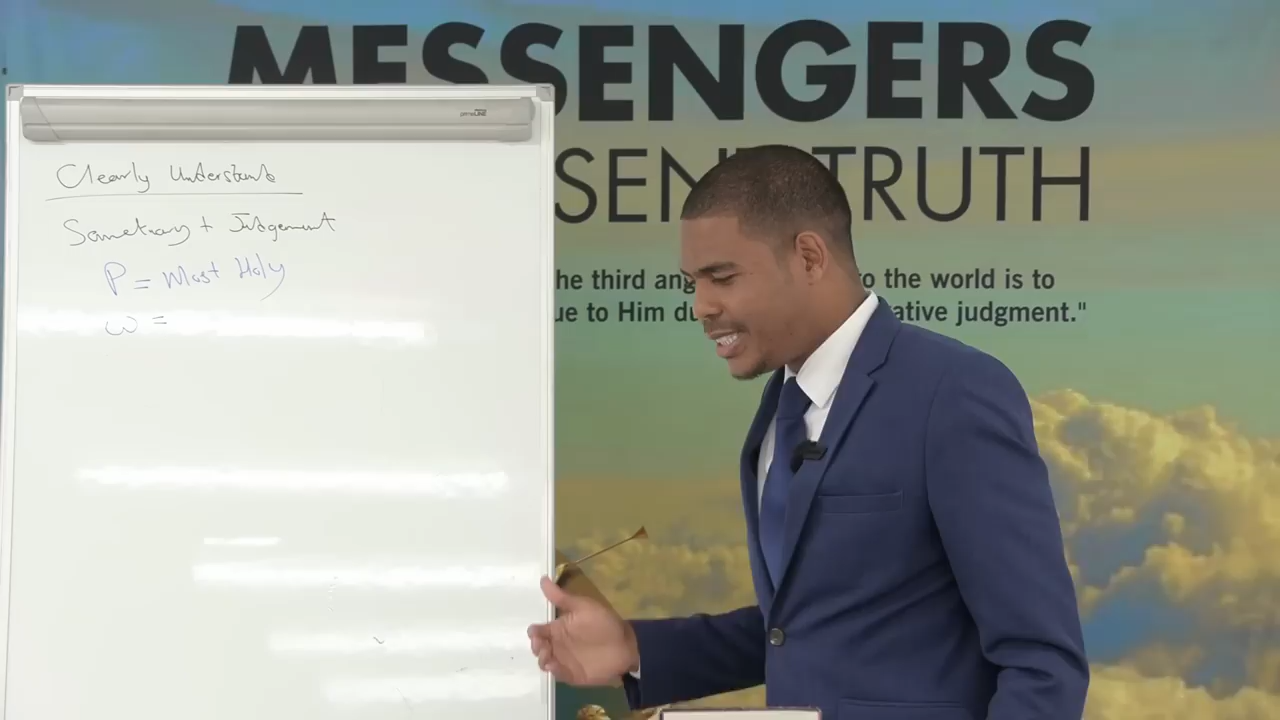 MESSENGERS
SEN TRUTH
he third ang o the world is to
ue to Him du ative judgment."
Clearly Understand
Sanctuary + Judgement
P = Most Holy
W =